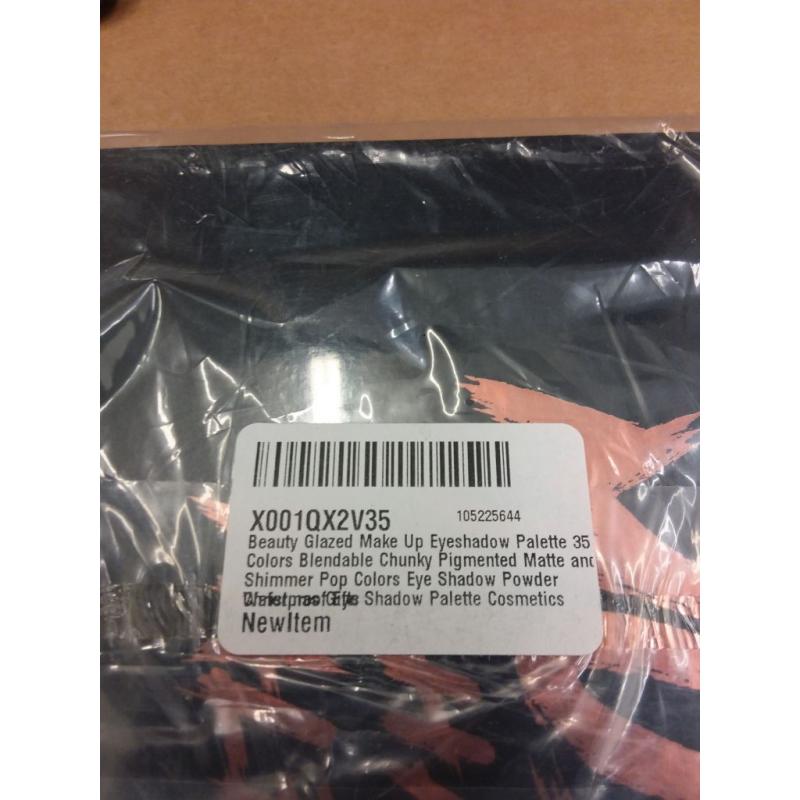 X001QX2V35
105225644
Beauty Glazed Make Up Eyeshadow Palette 35
Colors Blendable Chunky Pigmented Matte and
Shimmer Pop Colors Eye Shadow Powder
Shadow Palette Cosmetics
NewItem